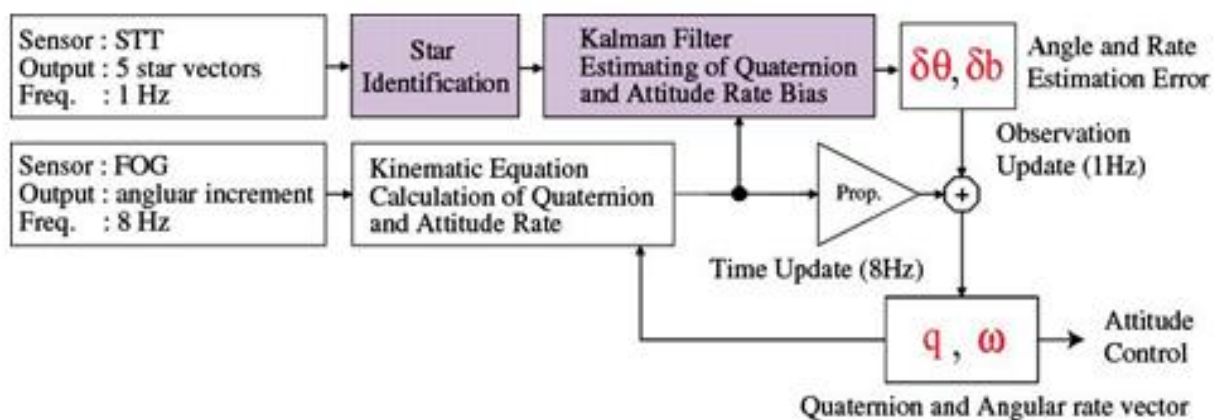 Sensor : STT
Output : 5 star vectors
Freq. : 1 Hz
Star
Identification
Kalman Filter
Estimating of Quaternion
and Attitude Rate Bias
δθ, δb
Angle and Rate
Estimation Error
Observation
Update (1Hz)
Sensor : FOG
Output : angluar increment
Freq. : 8 Hz
Kinematic Equation
Calculation of Quaternion
and Attitude Rate
Prop.
+
Time Update (8Hz)
q , ω
Attitude
Control
Quaternion and Angular rate vector